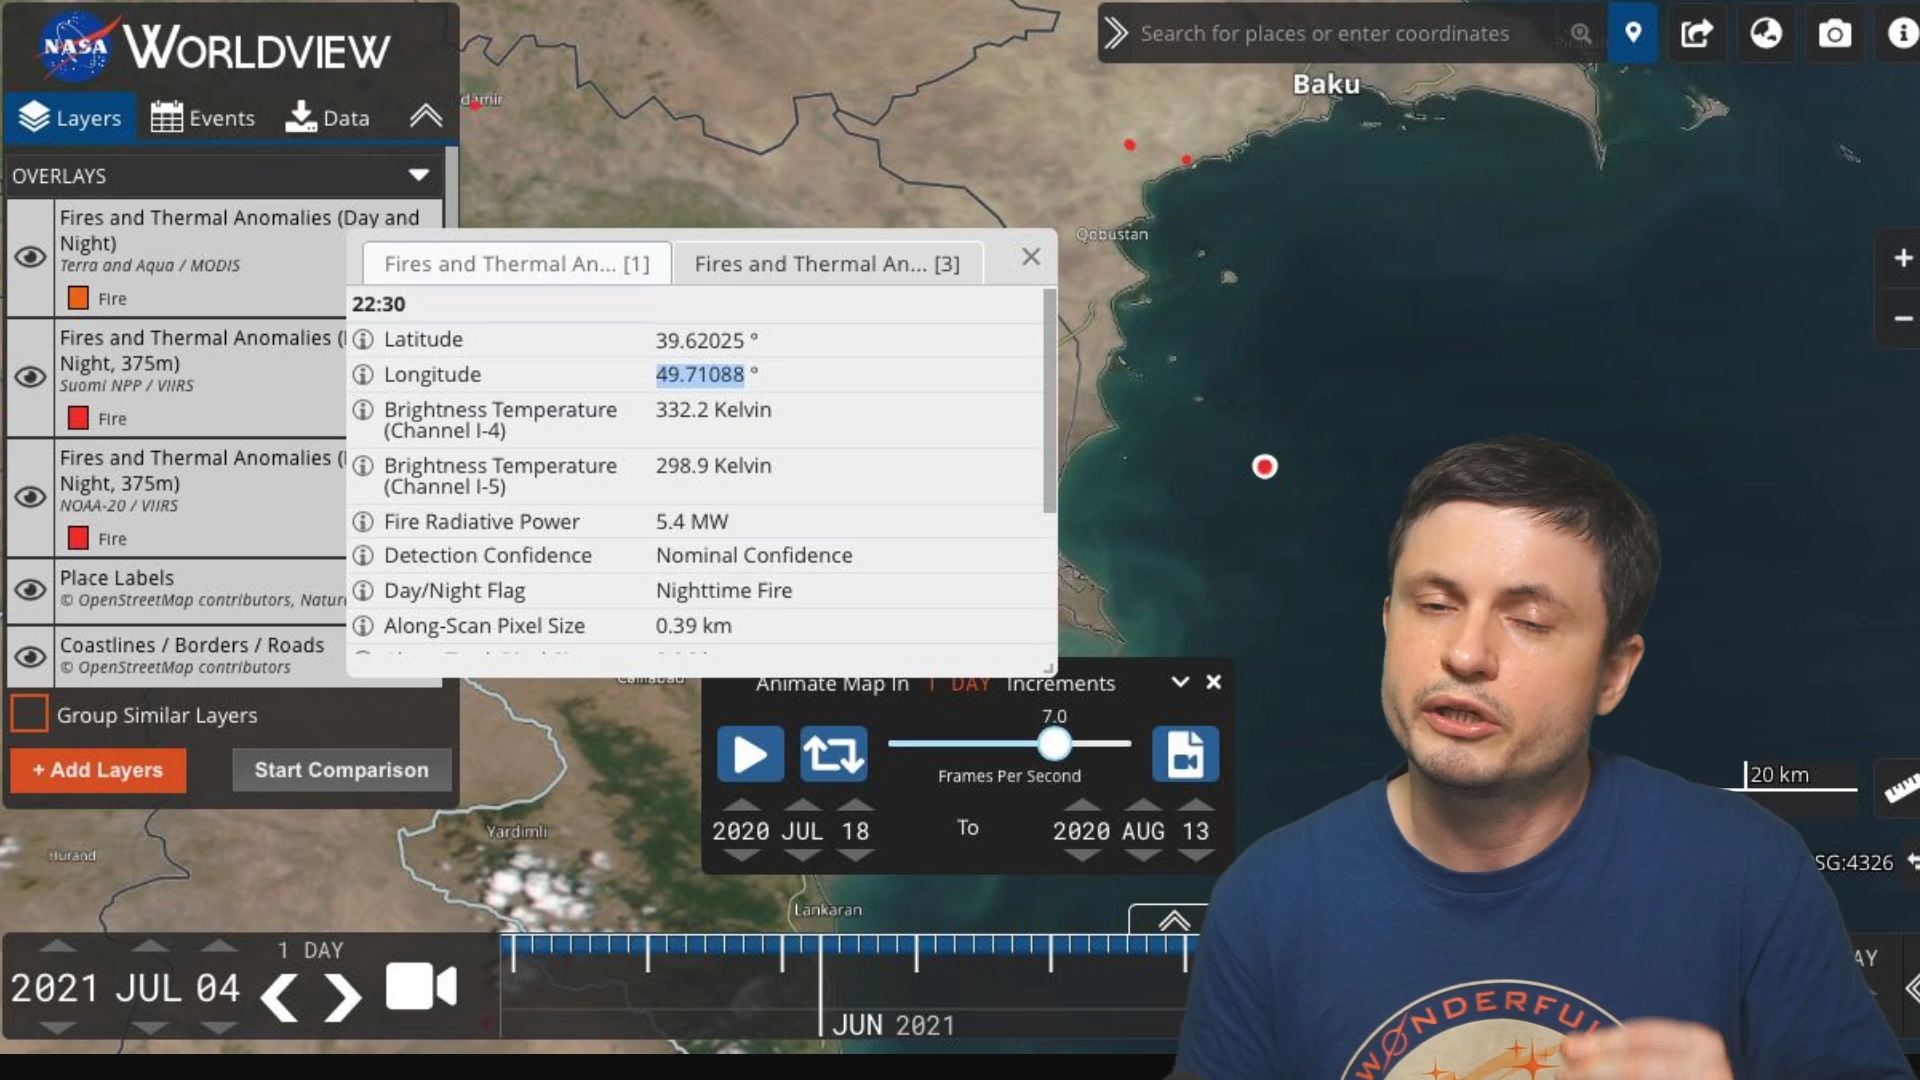 NASA WORLDVIEW
Layers
Events
Data
OVERLAYS
Fires and Thermal Anomalies (Day and
Night)
Terra and Aqua / MODIS
Fire
Fires and Thermal Anomalies (
Night, 375m)
Suomi NPP / VIIRS
Fire
Fires and Thermal Anomalies (
Night, 375m)
NOAA-20 / VIIRS
Fire
Place Labels
© OpenStreetMap contributors, Natur
Coastlines / Borders / Roads
© OpenStreetMap contributors
Group Similar Layers
+ Add Layers
Start Comparison
Search for places or enter coordinates
Baku
damir
Qobustan
Fires and Thermal An... [1]
Fires and Thermal An... [3]
22:30
Latitude 39.62025 °
Longitude 49.71088 °
Brightness Temperature 332.2 Kelvin
(Channel I-4)
Brightness Temperature 298.9 Kelvin
(Channel I-5)
Fire Radiative Power 5.4 MW
Detection Confidence Nominal Confidence
Day/Night Flag Nighttime Fire
Along-Scan Pixel Size 0.39 km
Animate Map In 1 DAY Increments
7.0
Frames Per Second
2020 JUL 18 To 2020 AUG 13
20 km
SG:4326
Yardimli
Hurand
Lankaran
1 DAY
2021 JUL 04
JUN 2021
AY
WONDERFU